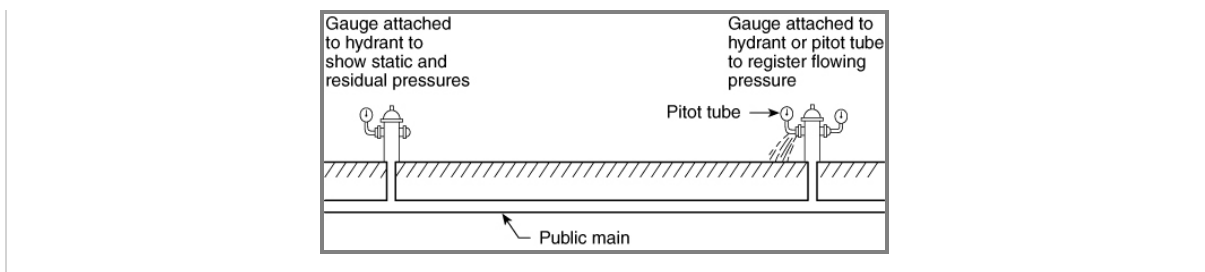 Gauge attached
to hydrant to
show static and
residual pressures
Gauge attached to
hydrant or pitot tube
to register flowing
pressure
Pitot tube
Public main